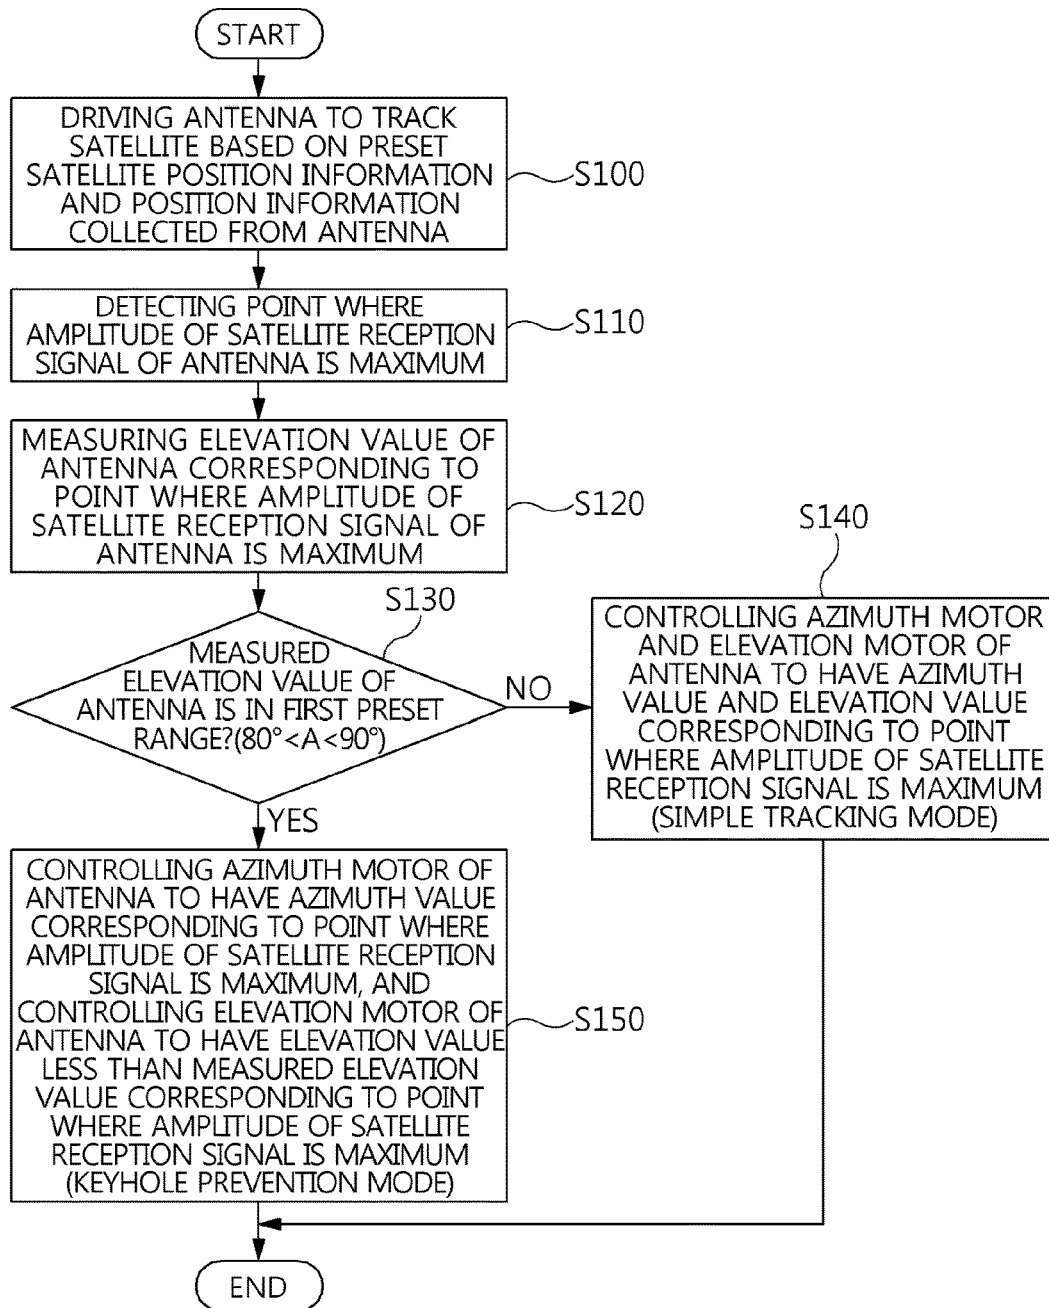 START
DRIVING ANTENNA TO TRACK
SATELLITE BASED ON PRESET
SATELLITE POSITION INFORMATION
AND POSITION INFORMATION
COLLECTED FROM ANTENNA
S100
DETECTING POINT WHERE
AMPLITUDE OF SATELLITE RECEPTION
SIGNAL OF ANTENNA IS MAXIMUM
S110
MEASURING ELEVATION VALUE OF
ANTENNA CORRESPONDING TO
POINT WHERE AMPLITUDE OF
SATELLITE RECEPTION SIGNAL OF
ANTENNA IS MAXIMUM
S120
S130
MEASURED
ELEVATION VALUE OF
ANTENNA IS IN FIRST PRESET
RANGE?(80°<A<90°)
NO
YES
S140
CONTROLLING AZIMUTH MOTOR
AND ELEVATION MOTOR OF
ANTENNA TO HAVE AZIMUTH
VALUE AND ELEVATION VALUE
CORRESPONDING TO POINT
WHERE AMPLITUDE OF SATELLITE
RECEPTION SIGNAL IS MAXIMUM
(SIMPLE TRACKING MODE)
CONTROLLING AZIMUTH MOTOR OF
ANTENNA TO HAVE AZIMUTH VALUE
CORRESPONDING TO POINT WHERE
AMPLITUDE OF SATELLITE RECEPTION
SIGNAL IS MAXIMUM, AND
CONTROLLING ELEVATION MOTOR OF
ANTENNA TO HAVE ELEVATION VALUE
LESS THAN MEASURED ELEVATION
VALUE CORRESPONDING TO POINT
WHERE AMPLITUDE OF SATELLITE
RECEPTION SIGNAL IS MAXIMUM
(KEYHOLE PREVENTION MODE)
S150
END